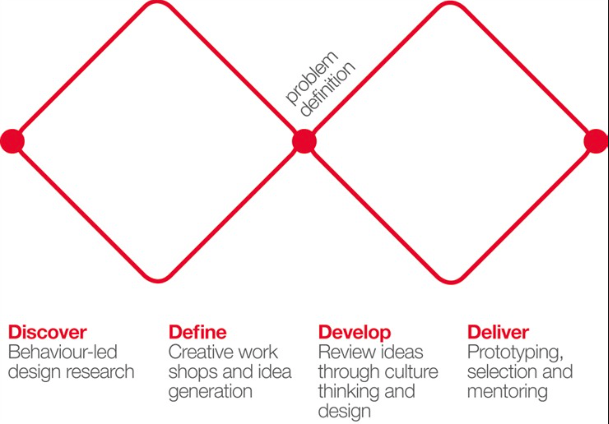 problem
definition
Discover
Behaviour-led
design research
Define
Creative work
shops and idea
generation
Develop
Review ideas
through culture
thinking and
design
Deliver
Prototyping,
selection and
mentoring